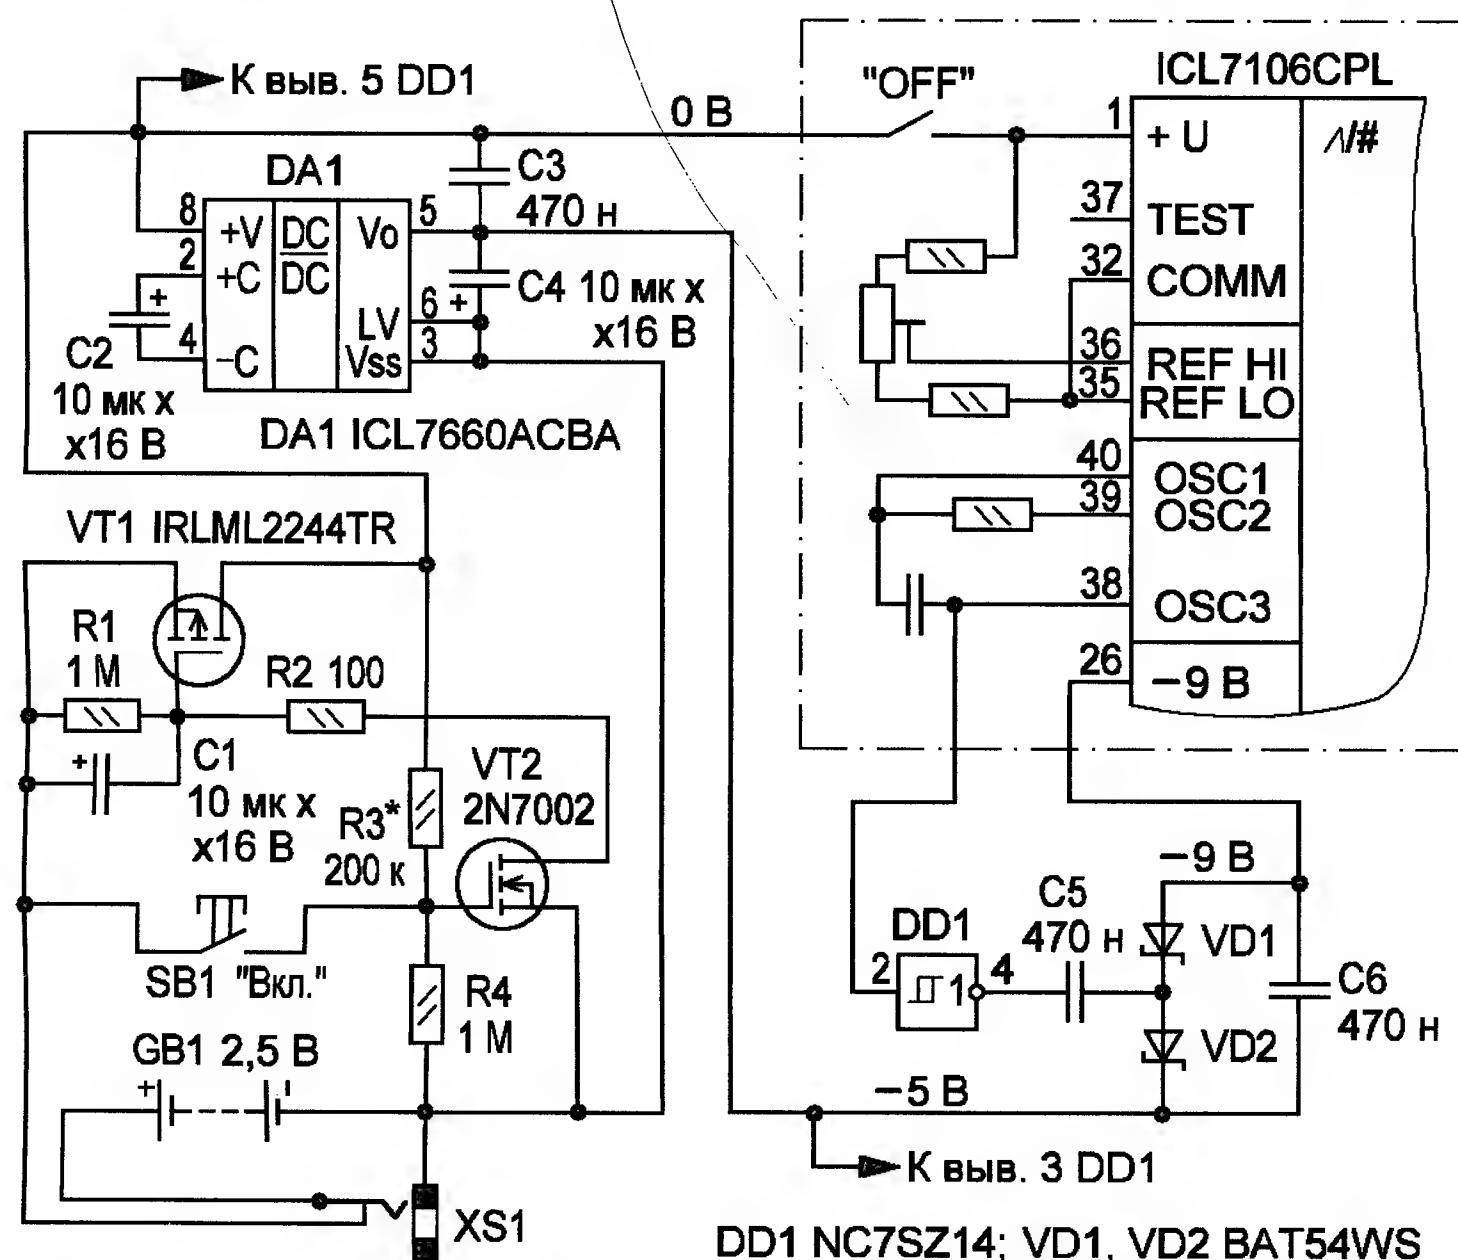 К выв. 5 DD1
0 В
"OFF"
ICL7106CPL
1
+ U
Λ/#
37
TEST
32
COMM
36
REF HI
35
REF LO
40
OSC1
39
OSC2
38
OSC3
26
−9 В
DA1
8
+V
DC
DC
Vo
5
2
+C
LV
6
4
−C
Vss
3
C3
470 н
C4 10 мк х
х16 В
+
+
C2
10 мк х
х16 В
DA1 ICL7660ACBA
VT1 IRLML2244TR
R1
1 М
R2 100
+
C1
10 мк х
х16 В
R3*
200 к
VT2
2N7002
SB1 "Вкл."
R4
1 М
GB1 2,5 В
+
XS1
−9 В
C5
470 н
DD1
2
1
4
VD1
VD2
C6
470 н
−5 В
К выв. 3 DD1
DD1 NC7SZ14; VD1, VD2 BAT54WS